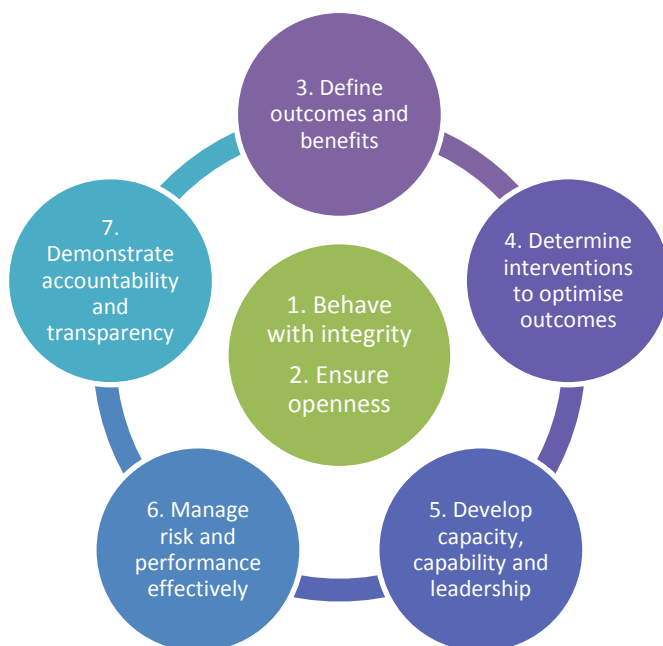 3. Define
outcomes and
benefits
4. Determine
interventions
to optimise
outcomes
5. Develop
capacity,
capability and
leadership
6. Manage
risk and
performance
effectively
7.
Demonstrate
accountability
and
transparency
1. Behave
with integrity
2. Ensure
openness